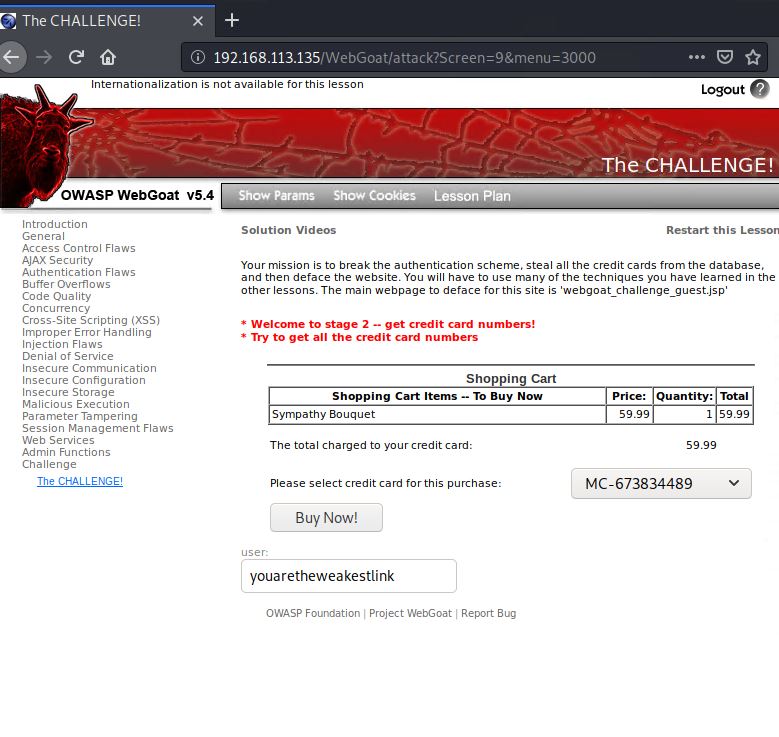 The CHALLENGE!
192.168.113.135/WebGoat/attack?Screen=9&menu=3000
Internationalization is not available for this lesson
Logout ?
The CHALLENGE!
OWASP WebGoat v5.4
Show Params Show Cookies Lesson Plan
Introduction
General
Access Control Flaws
AJAX Security
Authentication Flaws
Buffer Overflows
Code Quality
Concurrency
Cross-Site Scripting (XSS)
Improper Error Handling
Injection Flaws
Denial of Service
Insecure Communication
Insecure Configuration
Insecure Storage
Malicious Execution
Parameter Tampering
Session Management Flaws
Web Services
Admin Functions
Challenge
The CHALLENGE!
Solution Videos Restart this Lesson
Your mission is to break the authentication scheme, steal all the credit cards from the database,
and then deface the website. You will have to use many of the techniques you have learned in the
other lessons. The main webpage to deface for this site is 'webgoat_challenge_guest.jsp'
* Welcome to stage 2 -- get credit card numbers!
* Try to get all the credit card numbers
Shopping Cart
Shopping Cart Items -- To Buy Now Price: Quantity: Total
Sympathy Bouquet 59.99 1 59.99
The total charged to your credit card: 59.99
Please select credit card for this purchase: MC-673834489
Buy Now!
user:
youaretheweakestlink
OWASP Foundation | Project WebGoat | Report Bug